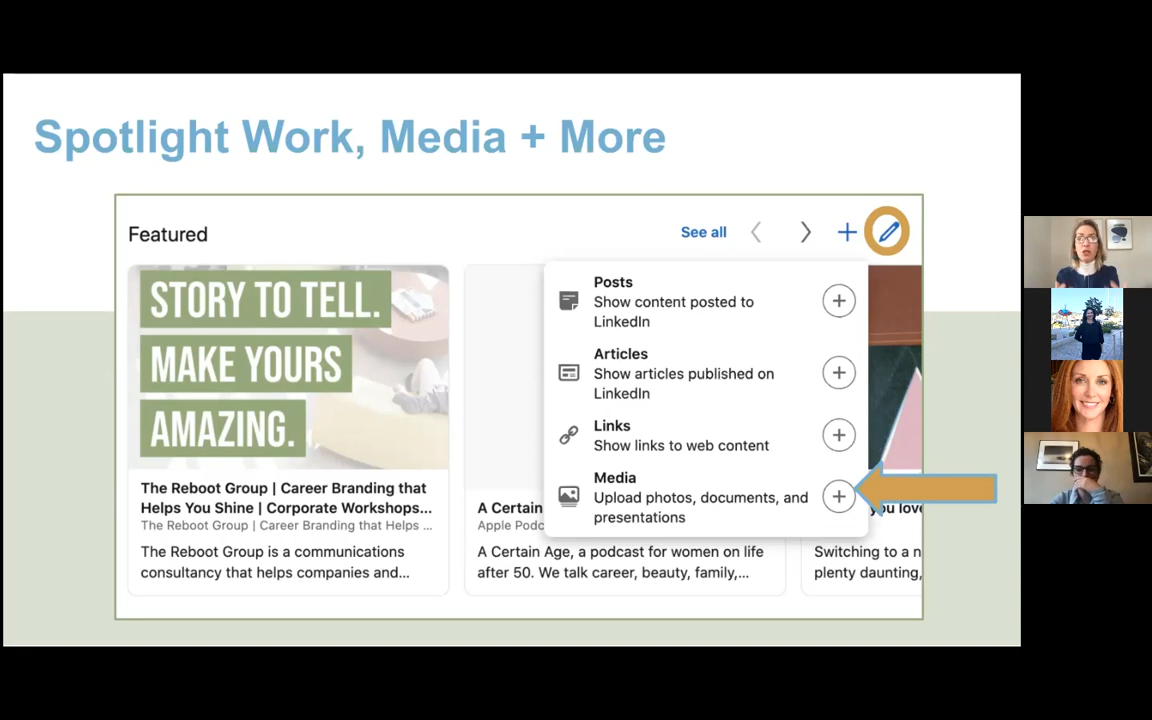 Spotlight Work, Media + More
Featured
See all
STORY TO TELL.
MAKE YOURS
AMAZING.
The Reboot Group | Career Branding that
Helps You Shine | Corporate Workshops...
The Reboot Group | Career Branding that Helps ...
The Reboot Group is a communications
consultancy that helps companies and...
Posts
Show content posted to
LinkedIn
Articles
Show articles published on
LinkedIn
Links
Show links to web content
Media
Upload photos, documents, and
presentations
A Certain
Apple Podc
A Certain Age, a podcast for women on life
after 50. We talk career, beauty, family,...
you love
Switching to a n
plenty daunting,